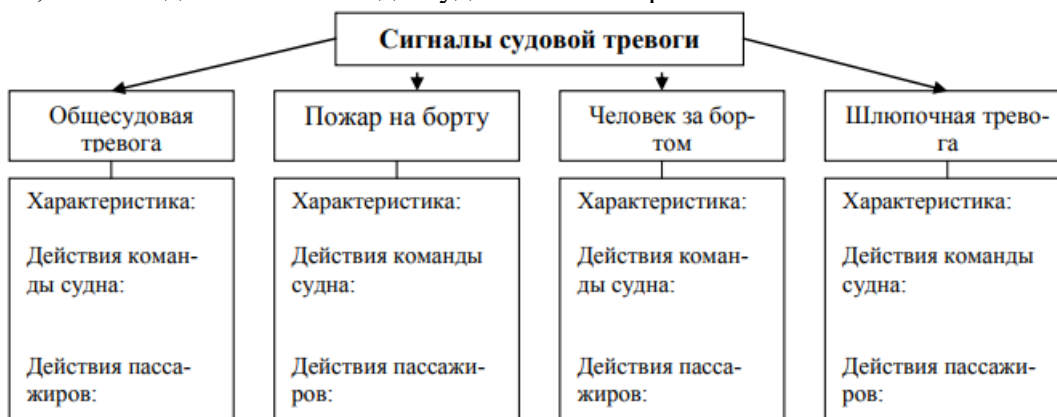 Сигналы судовой тревоги
Общесудовая
тревога
Пожар на борту
Человек за бор-
том
Шлюпочная трево-
га
Характеристика:
Действия коман-
ды судна:
Действия пасса-
жиров:
Характеристика:
Действия команды
судна:
Действия пассажи-
ров:
Характеристика:
Действия коман-
ды судна:
Действия пасса-
жиров:
Характеристика:
Действия команды
судна:
Действия пассажи-
ров: